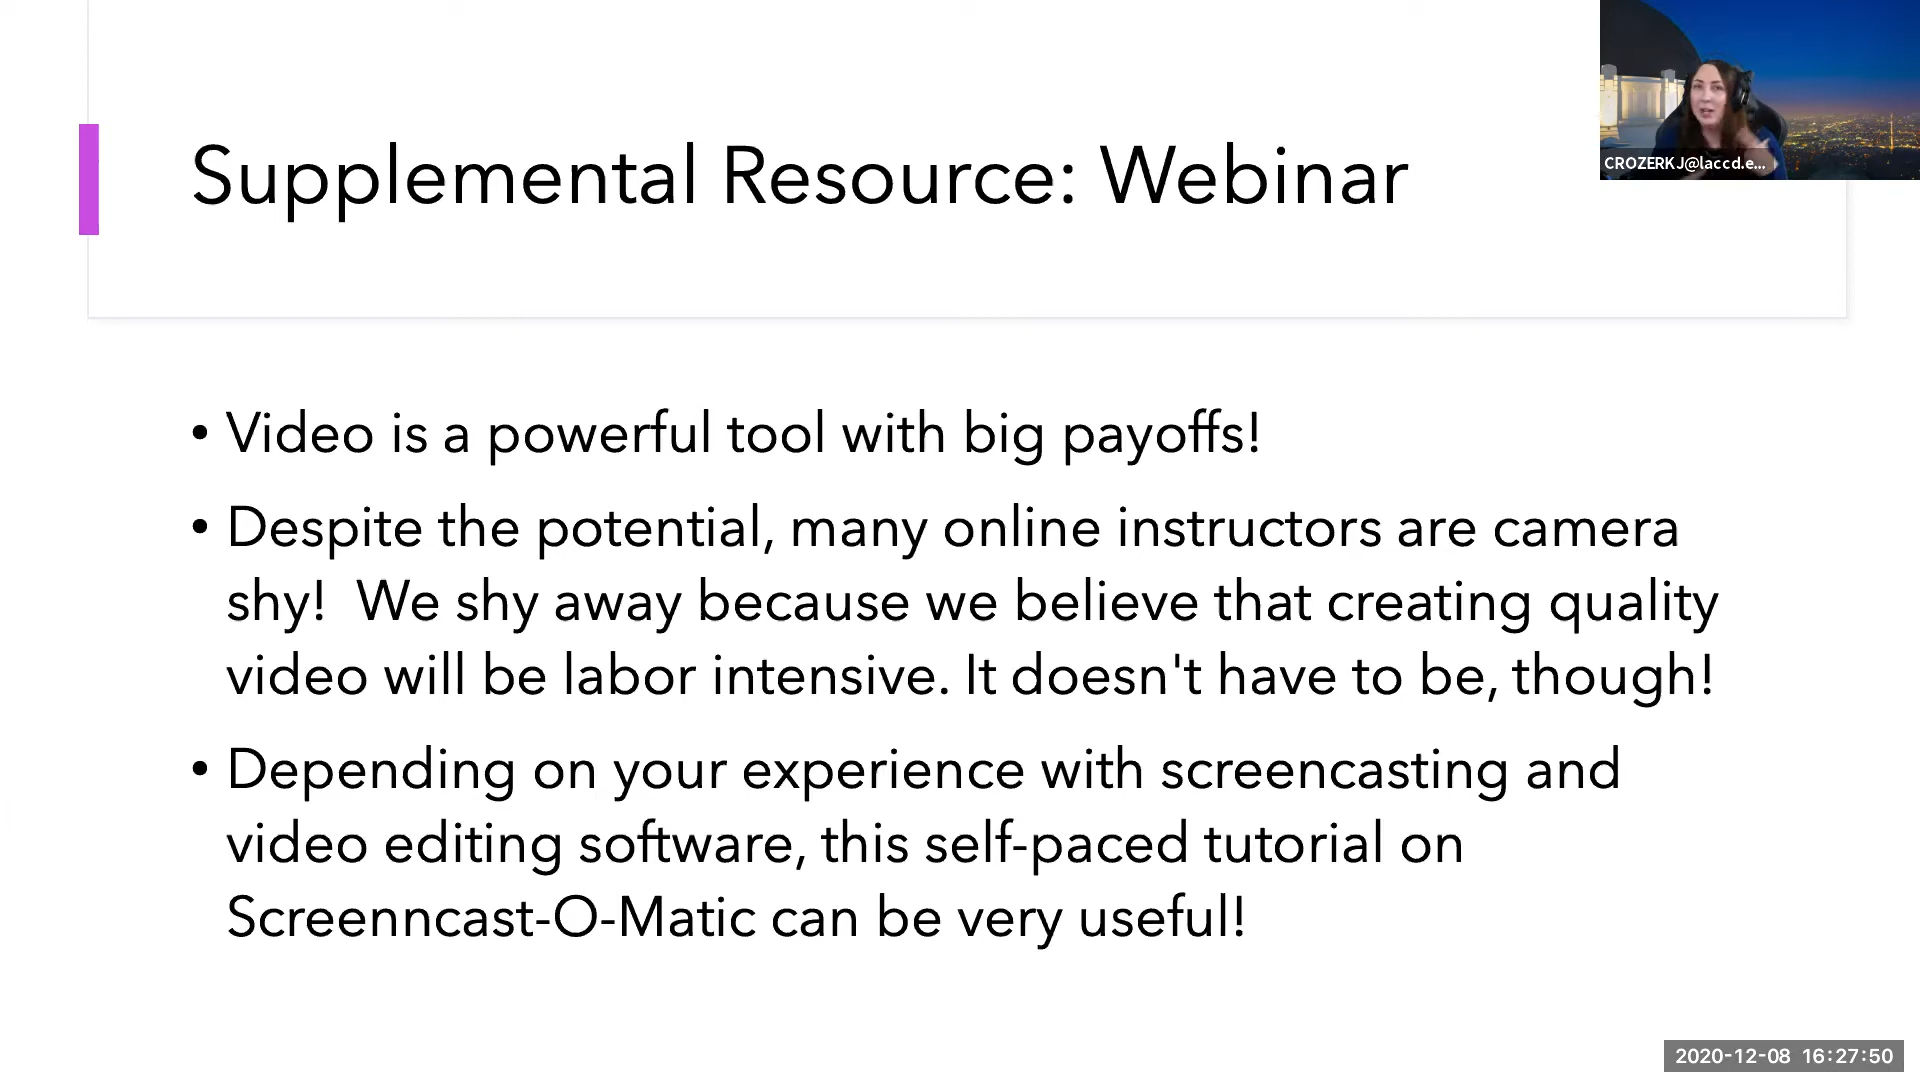 Supplemental Resource: Webinar
CROZERKJ@laccd.e...
• Video is a powerful tool with big payoffs!
• Despite the potential, many online instructors are camera
shy!  We shy away because we believe that creating quality
video will be labor intensive. It doesn't have to be, though!
• Depending on your experience with screencasting and
video editing software, this self-paced tutorial on
Screenncast-O-Matic can be very useful!
2020-12-08 16:27:50